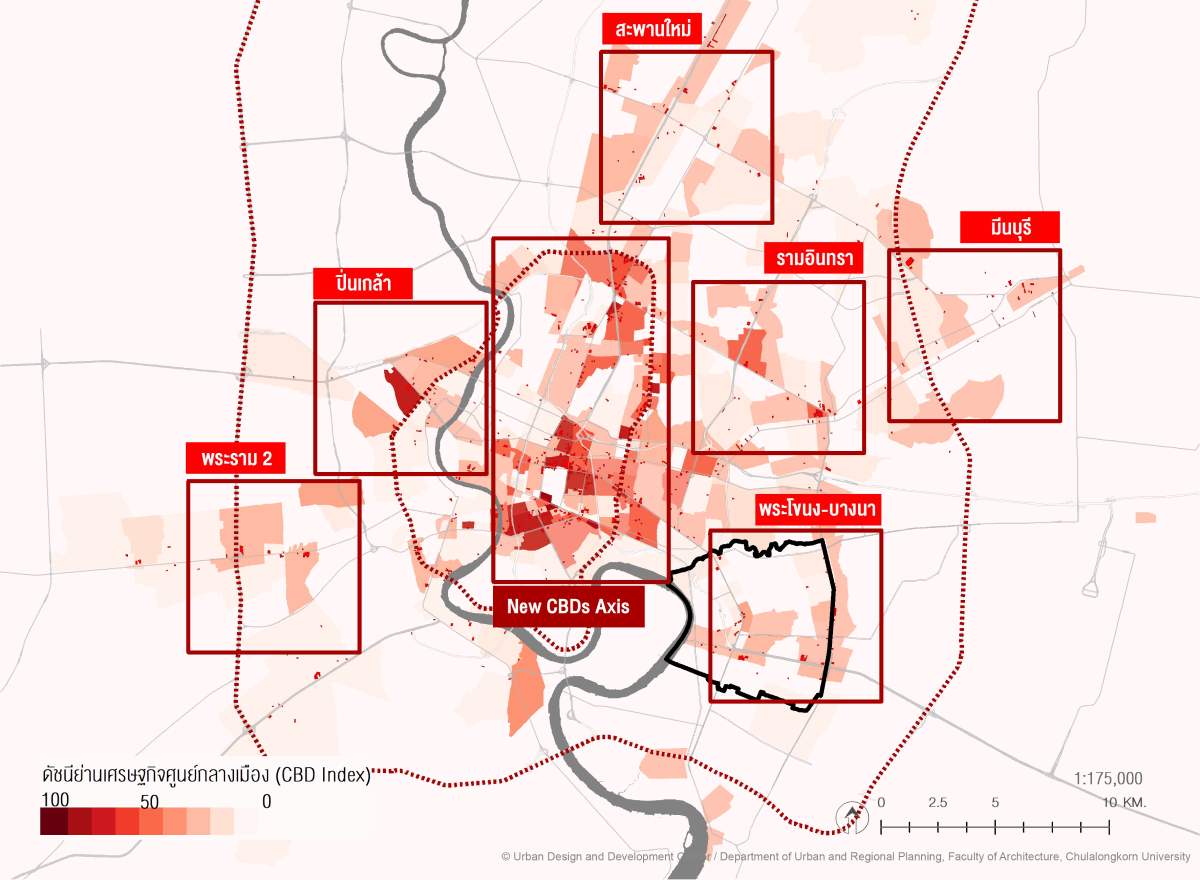 สะพานใหม่
มีนบุรี
รามอินทรา
ปิ่นเกล้า
พระราม 2
พระโขนง-บางนา
New CBDs Axis
ดัชนีย่านเศรษฐกิจศูนย์กลางเมือง (CBD Index)
100 50 0
1:175,000
0 2.5 5 10 KM.
© Urban Design and Development / Department of Urban and Regional Planning, Faculty of Architecture, Chulalongkorn University